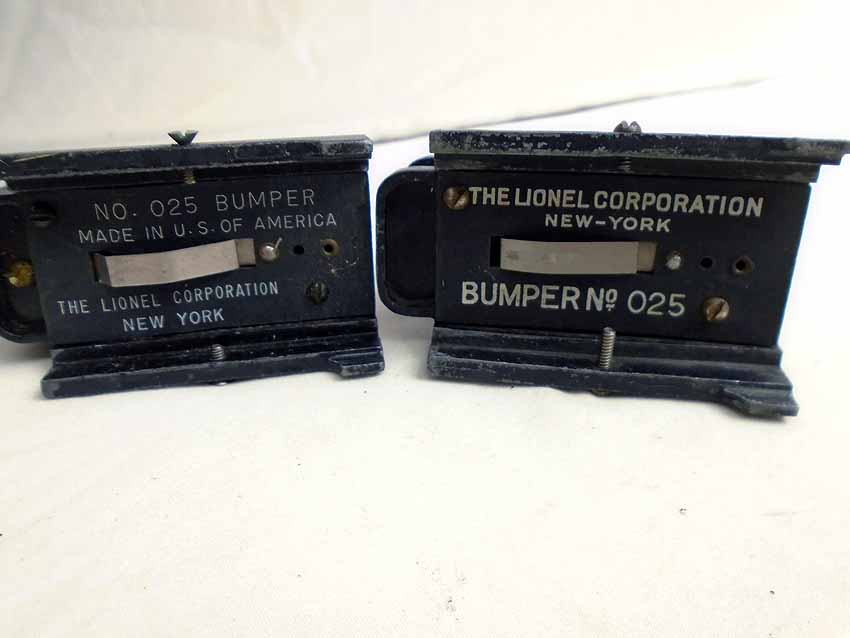 NO. 025 BUMPER
MADE IN U.S. OF AMERICA
THE LIONEL CORPORATION
NEW YORK
THE LIONEL CORPORATION
NEW-YORK
BUMPER No 025